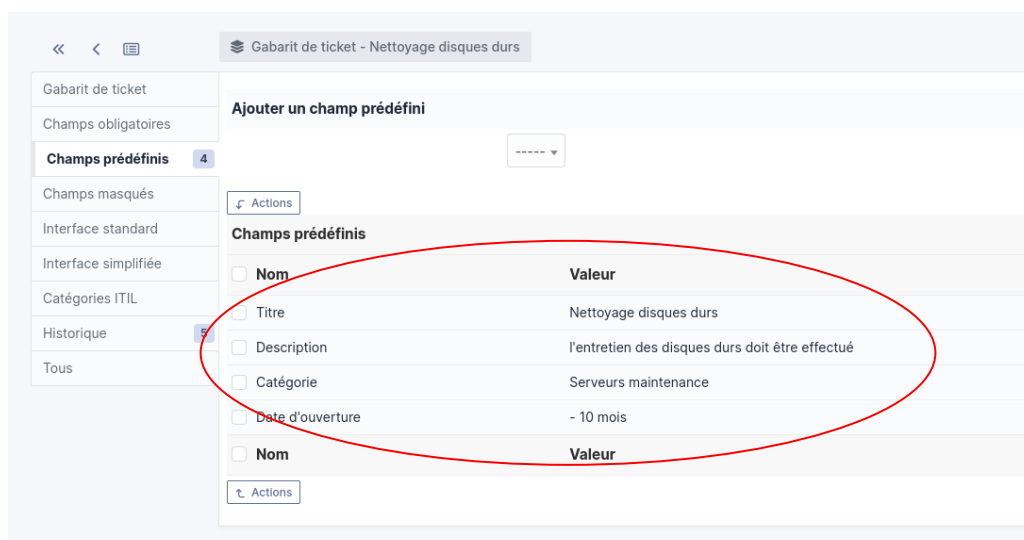 Gabarit de ticket - Nettoyage disques durs
Gabarit de ticket
Champs obligatoires
Champs prédéfinis 4
Champs masqués
Interface standard
Interface simplifiée
Catégories ITIL
Historique 5
Tous
Ajouter un champ prédéfini
-----
Actions
Champs prédéfinis
Nom Valeur
Titre Nettoyage disques durs
Description l'entretien des disques durs doit être effectué
Catégorie Serveurs maintenance
Date d'ouverture - 10 mois
Nom Valeur
Actions